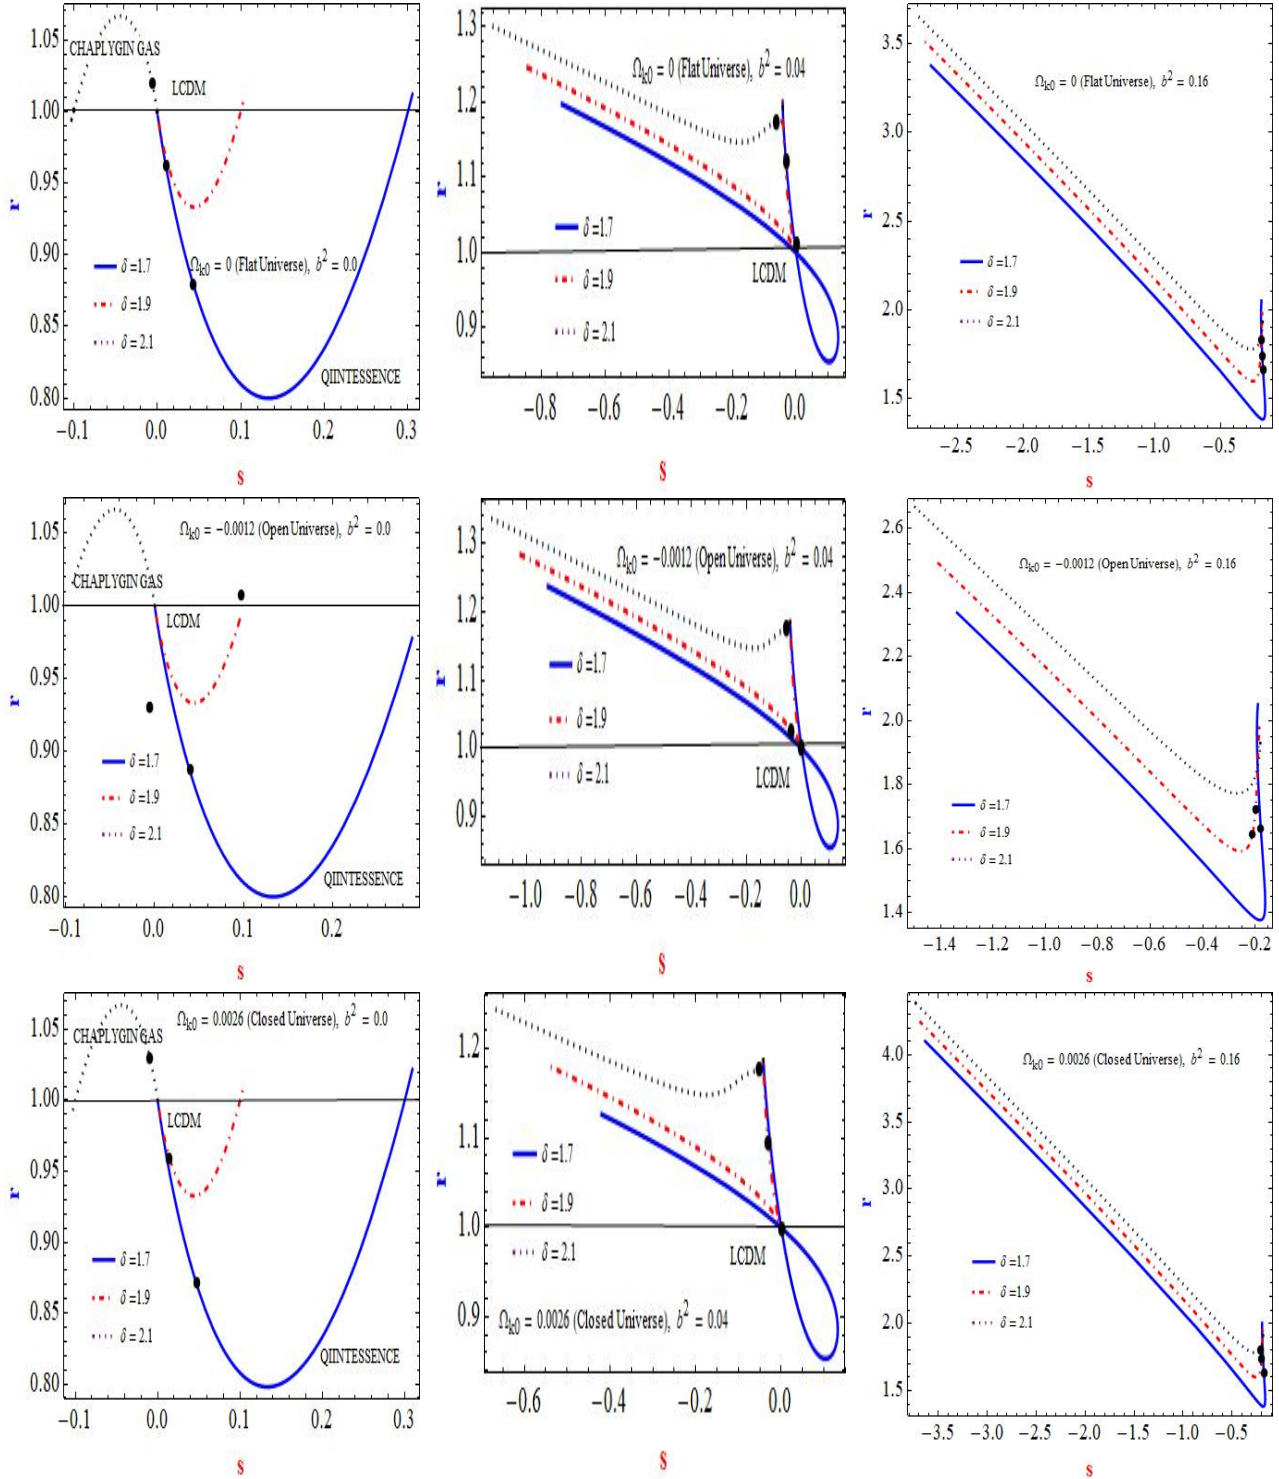 1.05
1.00
0.95
0.90
0.85
0.80
r
CHAPLYGIN GAS
LCDM
Ωk0 = 0 (Flat Universe), b² = 0.0
δ =1.7
δ =1.9
δ = 2.1
QIINTESSENCE
−0.1 0.0 0.1 0.2 0.3
s
1.3
1.2
1.1
1.0
0.9
r
Ωk0 = 0 (Flat Universe), b² = 0.04
δ =1.7
δ =1.9
δ = 2.1
LCDM
−0.8 −0.6 −0.4 −0.2 0.0
s
3.5
3.0
2.5
2.0
1.5
r
Ωk0 = 0 (Flat Universe), b² = 0.16
δ =1.7
δ =1.9
δ = 2.1
−2.5 −2.0 −1.5 −1.0 −0.5
s
1.05
1.00
0.95
0.90
0.85
0.80
r
Ωk0 = −0.0012 (Open Universe), b² = 0.0
CHAPLYGIN GAS
LCDM
δ =1.7
δ =1.9
δ = 2.1
QIINTESSENCE
−0.1 0.0 0.1 0.2
s
1.3
1.2
1.1
1.0
0.9
r
Ωk0 = −0.0012 (Open Universe), b² = 0.04
δ =1.7
δ =1.9
δ = 2.1
LCDM
−1.0 −0.8 −0.6 −0.4 −0.2 0.0
s
2.6
2.4
2.2
2.0
1.8
1.6
1.4
r
Ωk0 = −0.0012 (Open Universe), b² = 0.16
δ =1.7
δ =1.9
δ = 2.1
−1.4 −1.2 −1.0 −0.8 −0.6 −0.4 −0.2
s
1.05
1.00
0.95
0.90
0.85
0.80
r
Ωk0 = 0.0026 (Closed Universe), b² = 0.0
CHAPLYGIN GAS
LCDM
δ =1.7
δ =1.9
δ = 2.1
QIINTESSENCE
−0.1 0.0 0.1 0.2 0.3
s
1.2
1.1
1.0
0.9
r
δ =1.7
δ =1.9
δ = 2.1
LCDM
Ωk0 = 0.0026 (Closed Universe), b² = 0.04
−0.6 −0.4 −0.2 0.0
s
4.0
3.5
3.0
2.5
2.0
1.5
r
Ωk0 = 0.0026 (Closed Universe), b² = 0.16
δ =1.7
δ =1.9
δ = 2.1
−3.5 −3.0 −2.5 −2.0 −1.5 −1.0 −0.5
s